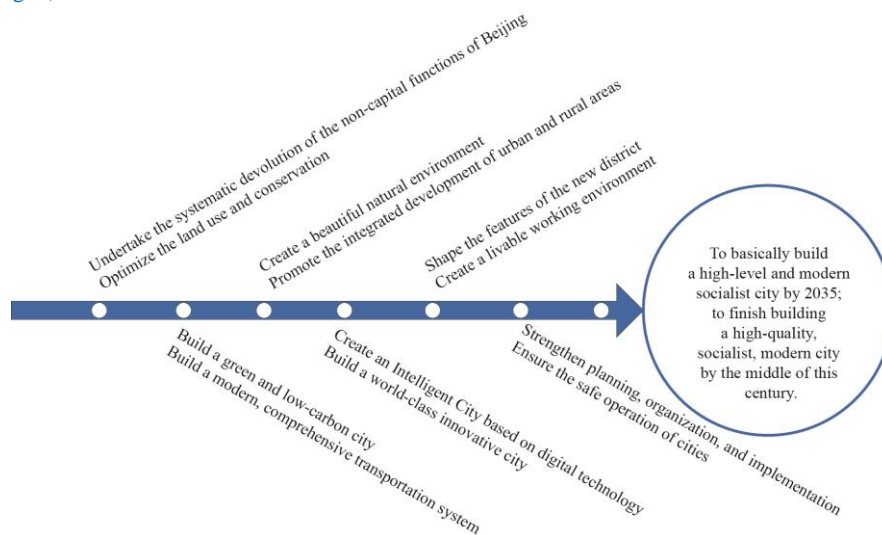 Undertake the systematic devolution of the non-capital functions of Beijing
Optimize the land use and conservation
Create a beautiful natural environment
Promote the integrated development of urban and rural areas
Shape the features of the new district
Create a livable working environment
Build a green and low-carbon city
Build a modern, comprehensive transportation system
Create an Intelligent City based on digital technology
Build a world-class innovative city
Strengthen planning, organization, and implementation
Ensure the safe operation of cities
To basically build
a high-level and modern
socialist city by 2035;
to finish building
a high-quality,
socialist, modern city
by the middle of this
century.